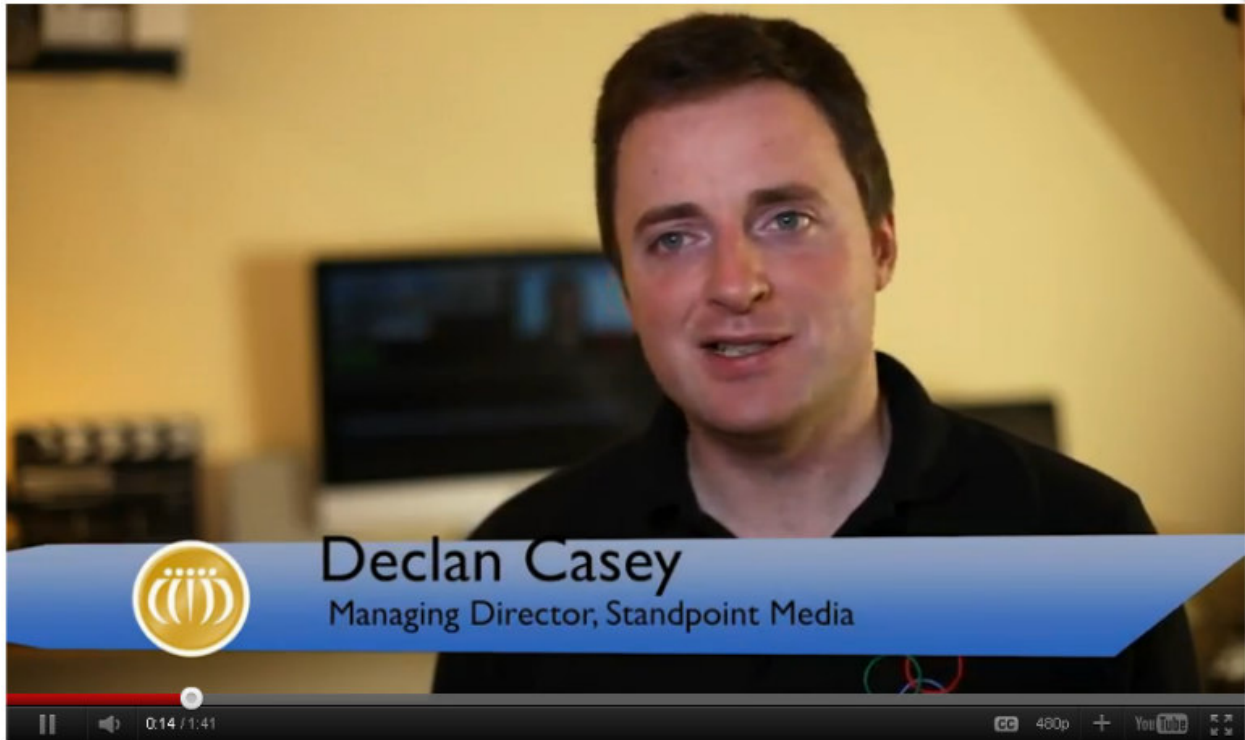 Declan Casey
Managing Director, Standpoint Media
0:14 / 1:41
CC 480p YouTube